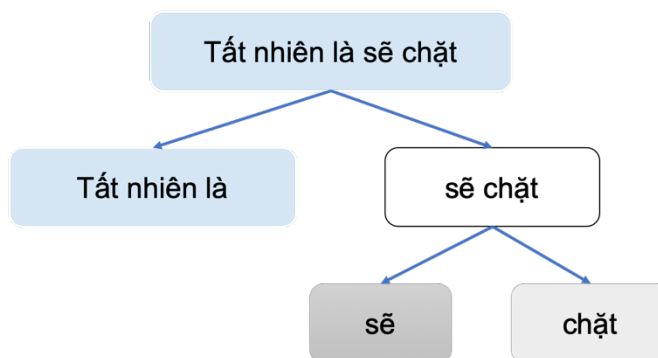 Tất nhiên là sẽ chặt
Tất nhiên là
sẽ chặt
sẽ
chặt